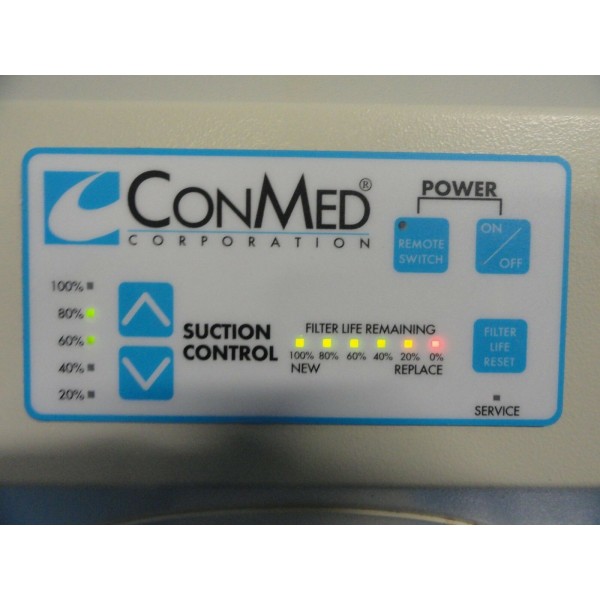 CONMED®
CORPORATION
POWER
REMOTE
SWITCH
ON
OFF
100%
80%
60%
40%
20%
SUCTION
CONTROL
FILTER LIFE REMAINING
100% 80% 60% 40% 20% 0%
NEW REPLACE
FILTER
LIFE
RESET
SERVICE